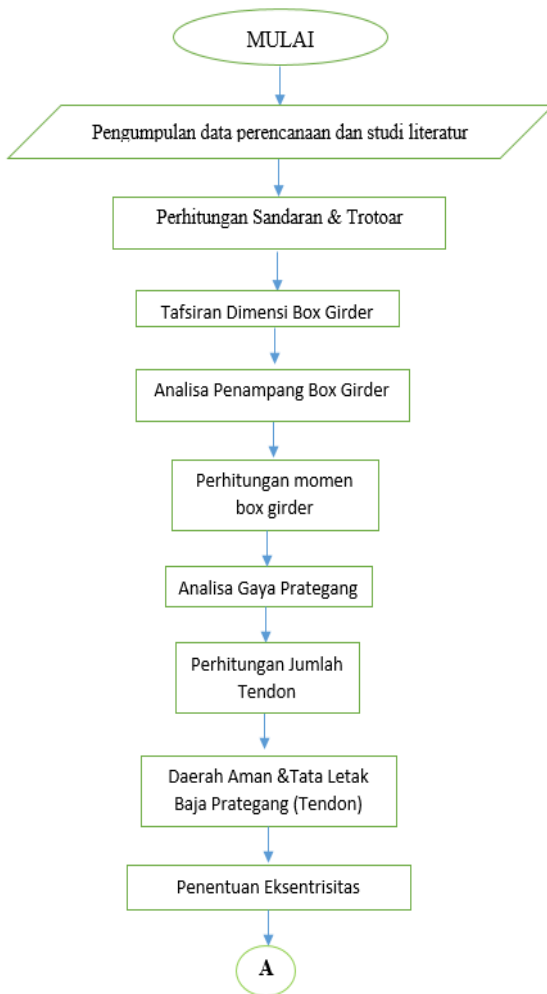 MULAI
Pengumpulan data perencanaan dan studi literatur
Perhitungan Sandaran & Trotoar
Tafsiran Dimensi Box Girder
Analisa Penampang Box Girder
Perhitungan momen
box girder
Analisa Gaya Prategang
Perhitungan Jumlah
Tendon
Daerah Aman &Tata Letak
Baja Prategang (Tendon)
Penentuan Eksentrisitas
A